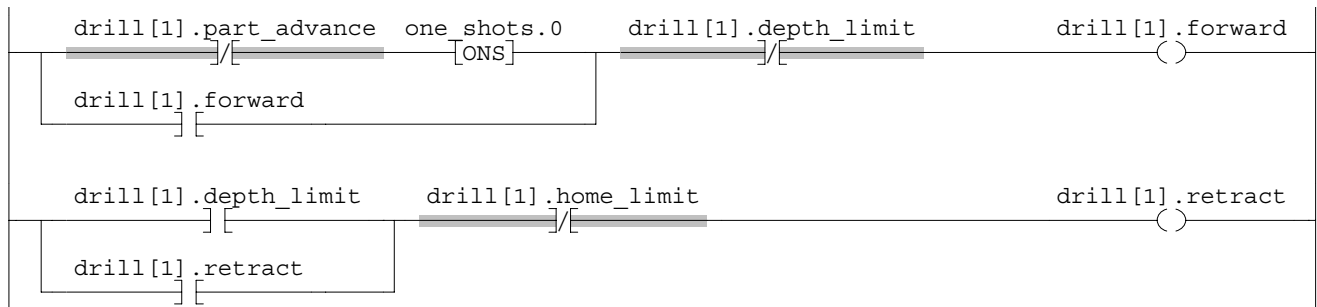 drill[1].part_advance one_shots.0 drill[1].depth_limit drill[1].forward
ONS
drill[1].forward
drill[1].depth_limit drill[1].home_limit drill[1].retract
drill[1].retract